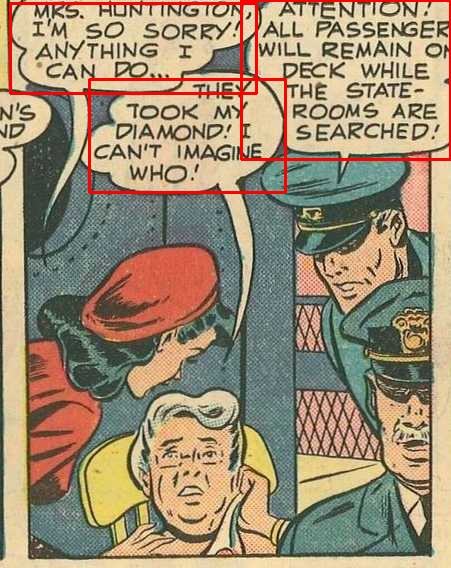 MRS. HUNTINGTON,
I'M SO SORRY!
ANYTHING I
CAN DO...
THEY
TOOK MY
DIAMOND! I
CAN'T IMAGINE
WHO!
ATTENTION!
ALL PASSENGER
WILL REMAIN ON
DECK WHILE
THE STATE-
ROOMS ARE
SEARCHED!
N'S
ND